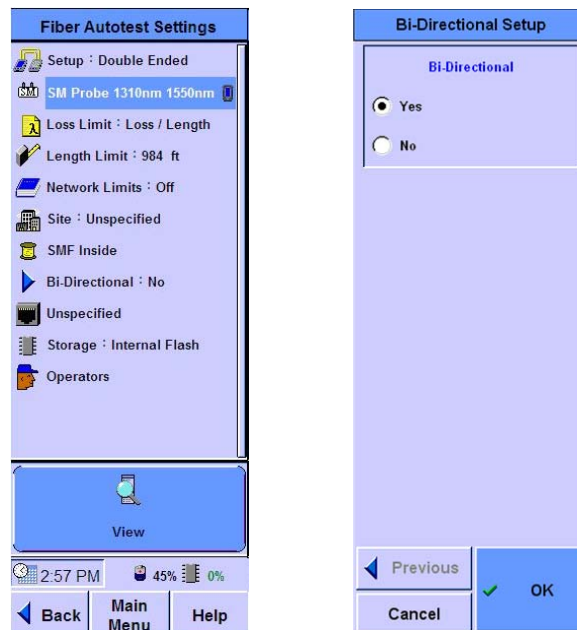 Fiber Autotest Settings
Setup : Double Ended
SM
SM Probe 1310nm 1550nm
λ
Loss Limit : Loss / Length
Length Limit : 984 ft
Network Limits : Off
Site : Unspecified
SMF Inside
Bi-Directional : No
Unspecified
Storage : Internal Flash
Operators
View
2:57 PM 45% 0%
Back
Main
Menu
Help
Bi-Directional Setup
Bi-Directional
Yes
No
Previous
OK
Cancel